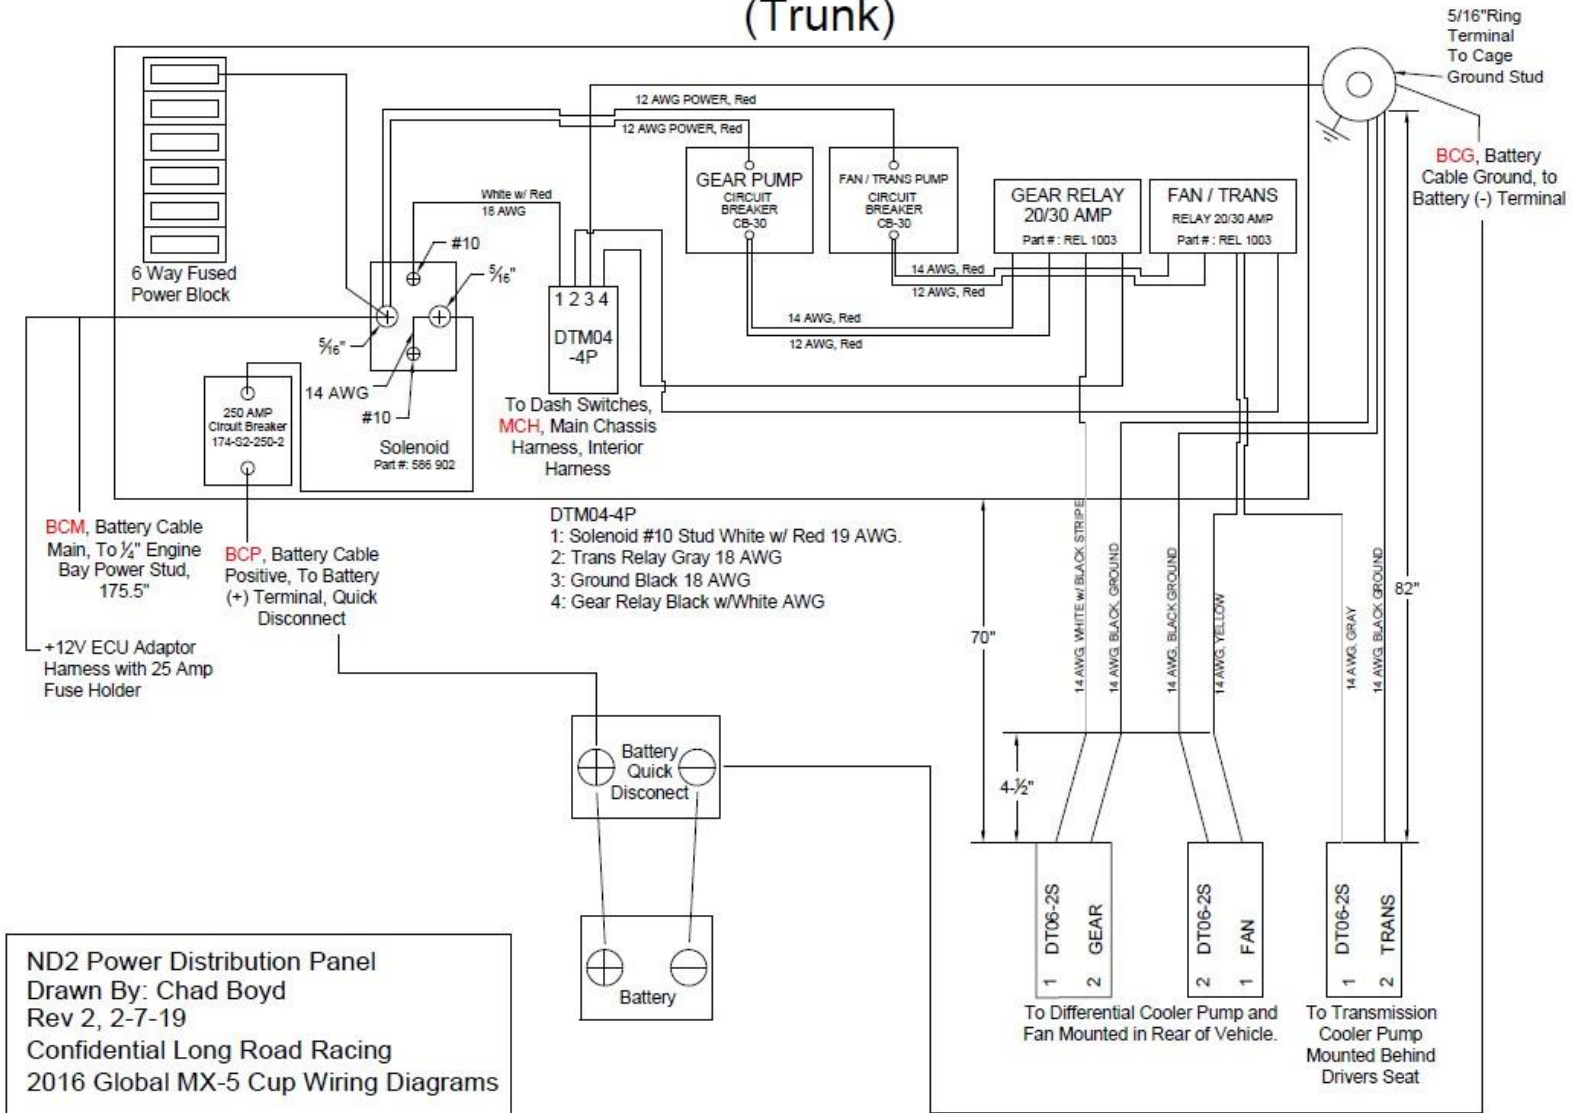 (Trunk)
5/16"Ring
Terminal
To Cage
Ground Stud
BCG, Battery
Cable Ground, to
Battery (-) Terminal
12 AWG POWER, Red
12 AWG POWER, Red
White w/ Red
18 AWG
#10
5/16"
5/16"
14 AWG
#10
Solenoid
Part #: 586 902
6 Way Fused
Power Block
250 AMP
Circuit Breaker
174-S2-250-2
GEAR PUMP
CIRCUIT
BREAKER
CB-30
FAN / TRANS PUMP
CIRCUIT
BREAKER
CB-30
GEAR RELAY
20/30 AMP
Part # : REL 1003
FAN / TRANS
RELAY 20/30 AMP
Part # : REL 1003
14 AWG, Red
12 AWG, Red
14 AWG, Red
12 AWG, Red
1 2 3 4
DTM04
-4P
To Dash Switches,
MCH, Main Chassis
Harness, Interior
Harness
BCM, Battery Cable
Main, To ¼" Engine
Bay Power Stud,
175.5"
BCP, Battery Cable
Positive, To Battery
(+) Terminal, Quick
Disconnect
+12V ECU Adaptor
Harness with 25 Amp
Fuse Holder
DTM04-4P
1: Solenoid #10 Stud White w/ Red 19 AWG.
2: Trans Relay Gray 18 AWG
3: Ground Black 18 AWG
4: Gear Relay Black w/White AWG
70"
14 AWG, WHITE w/ BLACK STRIPE
14 AWG, BLACK, GROUND
14 AWG, BLACK GROUND
14 AWG, YELLOW
14 AWG, GRAY
14 AWG, BLACK GROUND
82"
4-½"
Battery
Quick
Disconect
Battery
1 DT06-2S
2 GEAR
2 DT06-2S
1 FAN
1 DT06-2S
2 TRANS
To Differential Cooler Pump and
Fan Mounted in Rear of Vehicle.
To Transmission
Cooler Pump
Mounted Behind
Drivers Seat
ND2 Power Distribution Panel
Drawn By: Chad Boyd
Rev 2, 2-7-19
Confidential Long Road Racing
2016 Global MX-5 Cup Wiring Diagrams